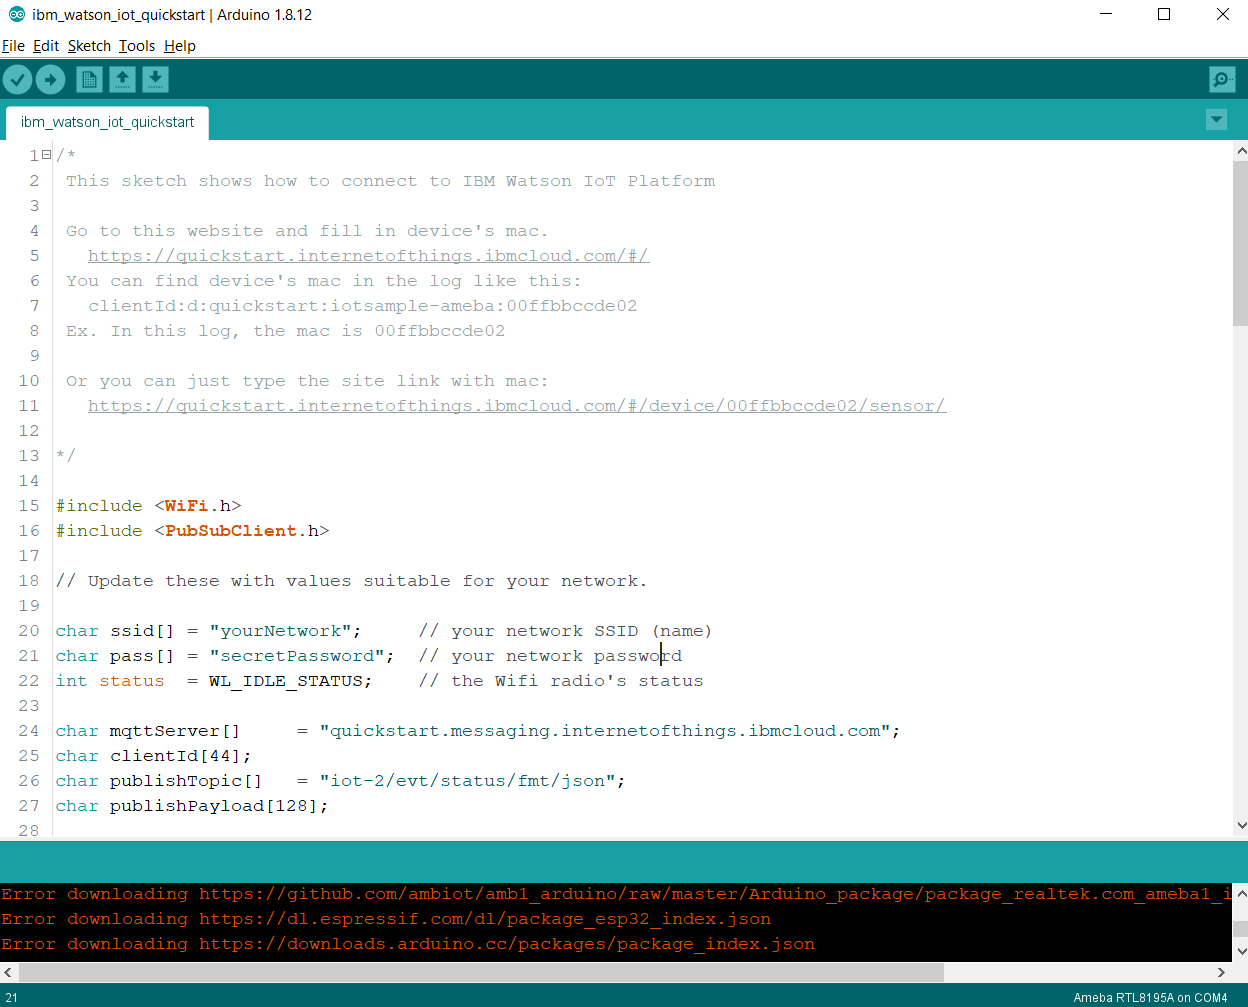 ibm_watson_iot_quickstart | Arduino 1.8.12
File Edit Sketch Tools Help
ibm_watson_iot_quickstart
1 /*
2 This sketch shows how to connect to IBM Watson IoT Platform
3
4 Go to this website and fill in device's mac.
5 https://quickstart.internetofthings.ibmcloud.com/#/
6 You can find device's mac in the log like this:
7 clientId:d:quickstart:iotsample-ameba:00ffbbccde02
8 Ex. In this log, the mac is 00ffbbccde02
9
10 Or you can just type the site link with mac:
11 https://quickstart.internetofthings.ibmcloud.com/#/device/00ffbbccde02/sensor/
12
13 */
14
15 #include <WiFi.h>
16 #include <PubSubClient.h>
17
18 // Update these with values suitable for your network.
19
20 char ssid[] = "yourNetwork"; // your network SSID (name)
21 char pass[] = "secretPassword"; // your network password
22 int status = WL_IDLE_STATUS; // the Wifi radio's status
23
24 char mqttServer[] = "quickstart.messaging.internetofthings.ibmcloud.com";
25 char clientId[44];
26 char publishTopic[] = "iot-2/evt/status/fmt/json";
27 char publishPayload[128];
28
Error downloading https://github.com/ambiot/amb1_arduino/raw/master/Arduino_package/package_realtek.com_ameba1_i
Error downloading https://dl.espressif.com/dl/package_esp32_index.json
Error downloading https://downloads.arduino.cc/packages/package_index.json
21 Ameba RTL8195A on COM4